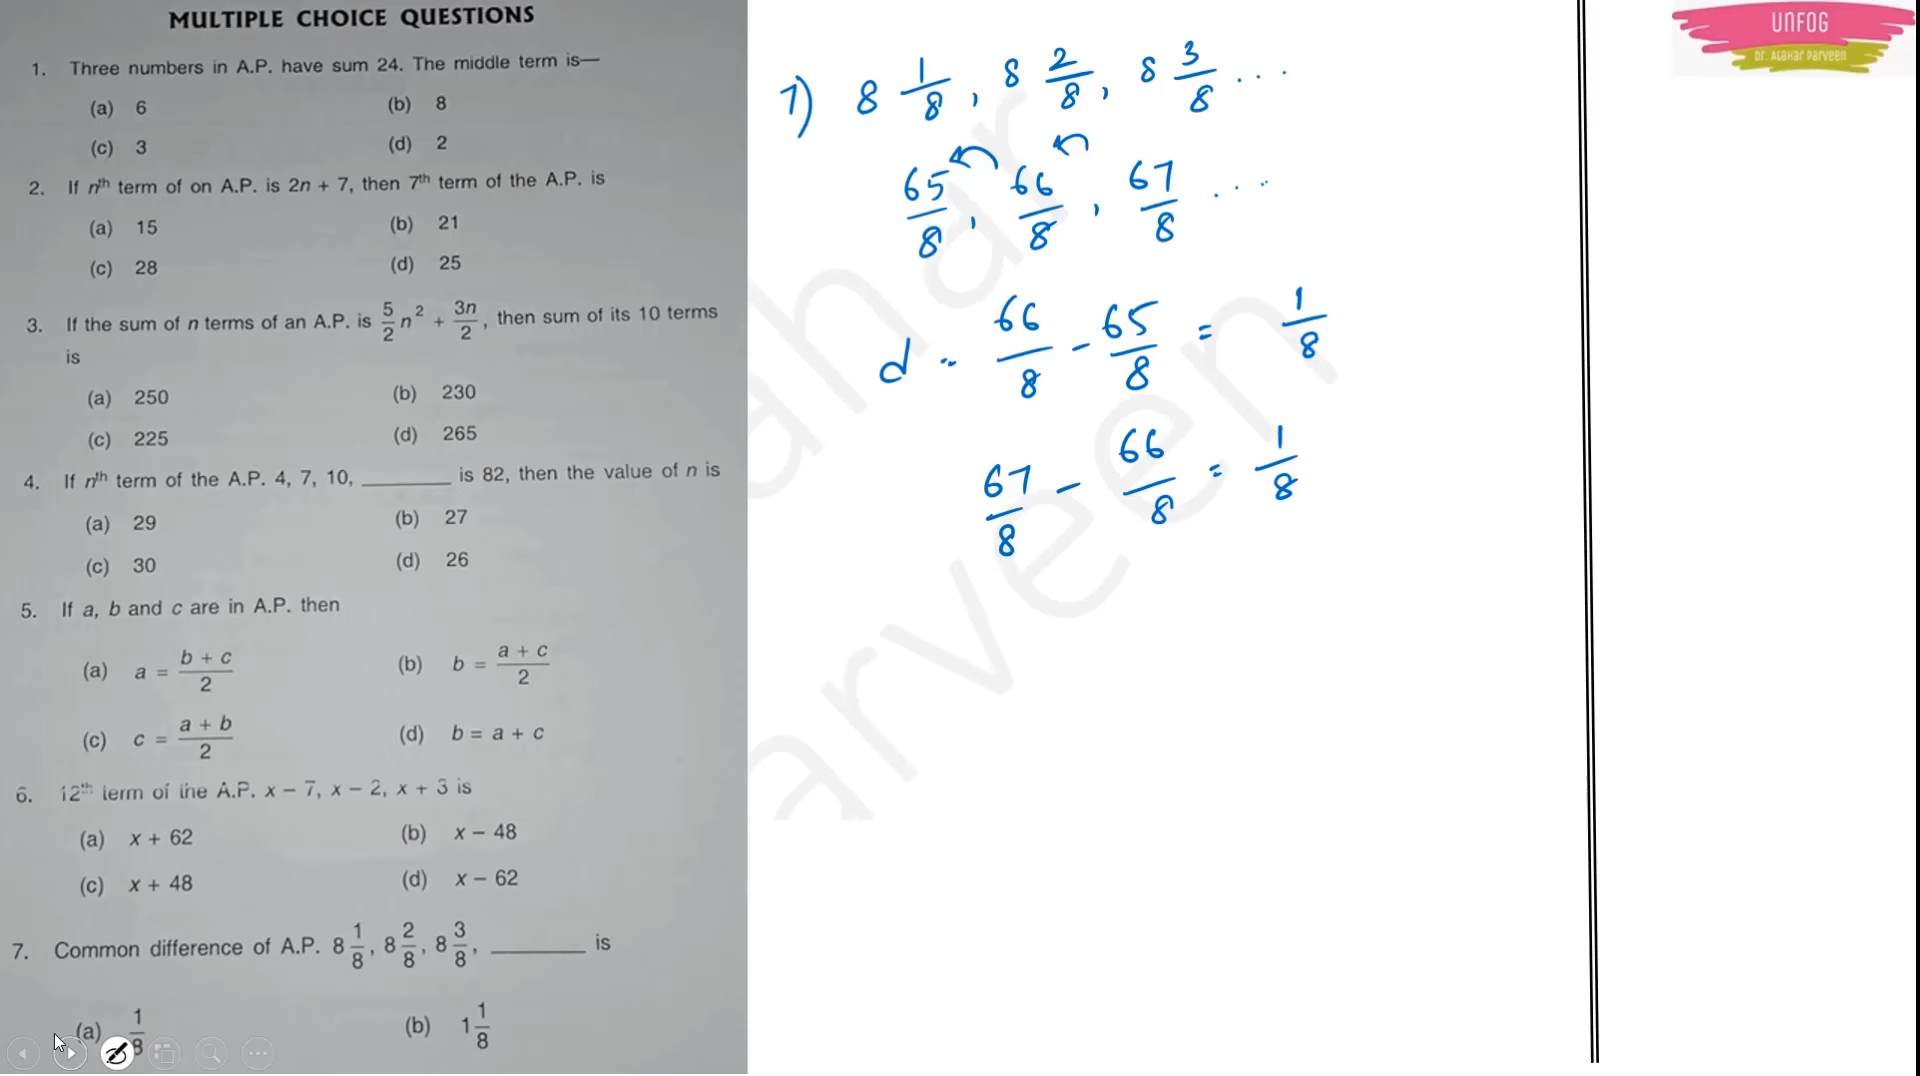 MULTIPLE CHOICE QUESTIONS
1. Three numbers in A.P. have sum 24. The middle term is—
(a) 6 (b) 8
(c) 3 (d) 2
2. If nth term of on A.P. is 2n + 7, then 7th term of the A.P. is
(a) 15 (b) 21
(c) 28 (d) 25
3. If the sum of n terms of an A.P. is 5/2 n² + 3n/2, then sum of its 10 terms
is
(a) 250 (b) 230
(c) 225 (d) 265
4. If nth term of the A.P. 4, 7, 10, ________ is 82, then the value of n is
(a) 29 (b) 27
(c) 30 (d) 26
5. If a, b and c are in A.P. then
(a) a = (b + c)/2 (b) b = (a + c)/2
(c) c = (a + b)/2 (d) b = a + c
6. 12th term of the A.P. x – 7, x – 2, x + 3 is
(a) x + 62 (b) x – 48
(c) x + 48 (d) x – 62
7. Common difference of A.P. 8 1/8, 8 2/8, 8 3/8, ________ is
(a) 1/8 (b) 1 1/8
7) 8 1/8, 8 2/8, 8 3/8 ...
65/8, 66/8, 67/8 ...
d = 66/8 - 65/8 = 1/8
67/8 - 66/8 = 1/8
UNFOG
Dr. Athar Parveen
dhar
arveen